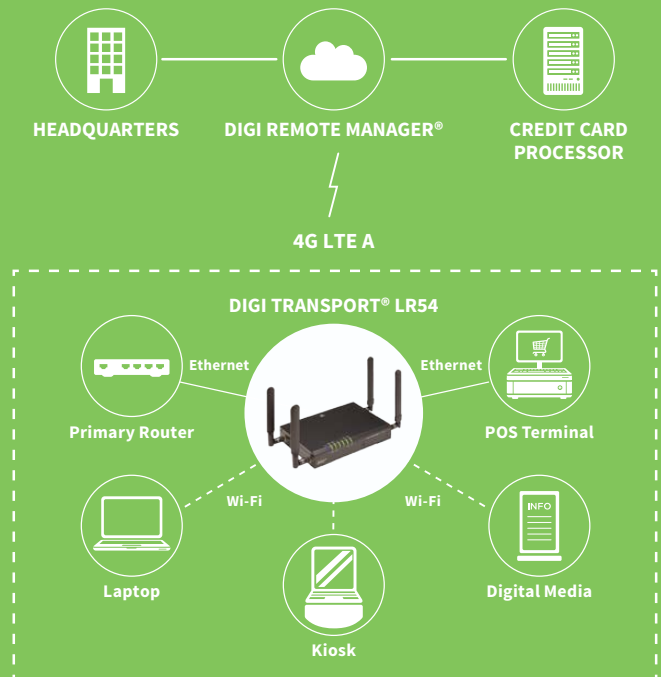 HEADQUARTERS
DIGI REMOTE MANAGER®
CREDIT CARD
PROCESSOR
4G LTE A
DIGI TRANSPORT® LR54
Ethernet
Ethernet
Primary Router
POS Terminal
Wi-Fi
Wi-Fi
INFO
Laptop
Digital Media
Kiosk